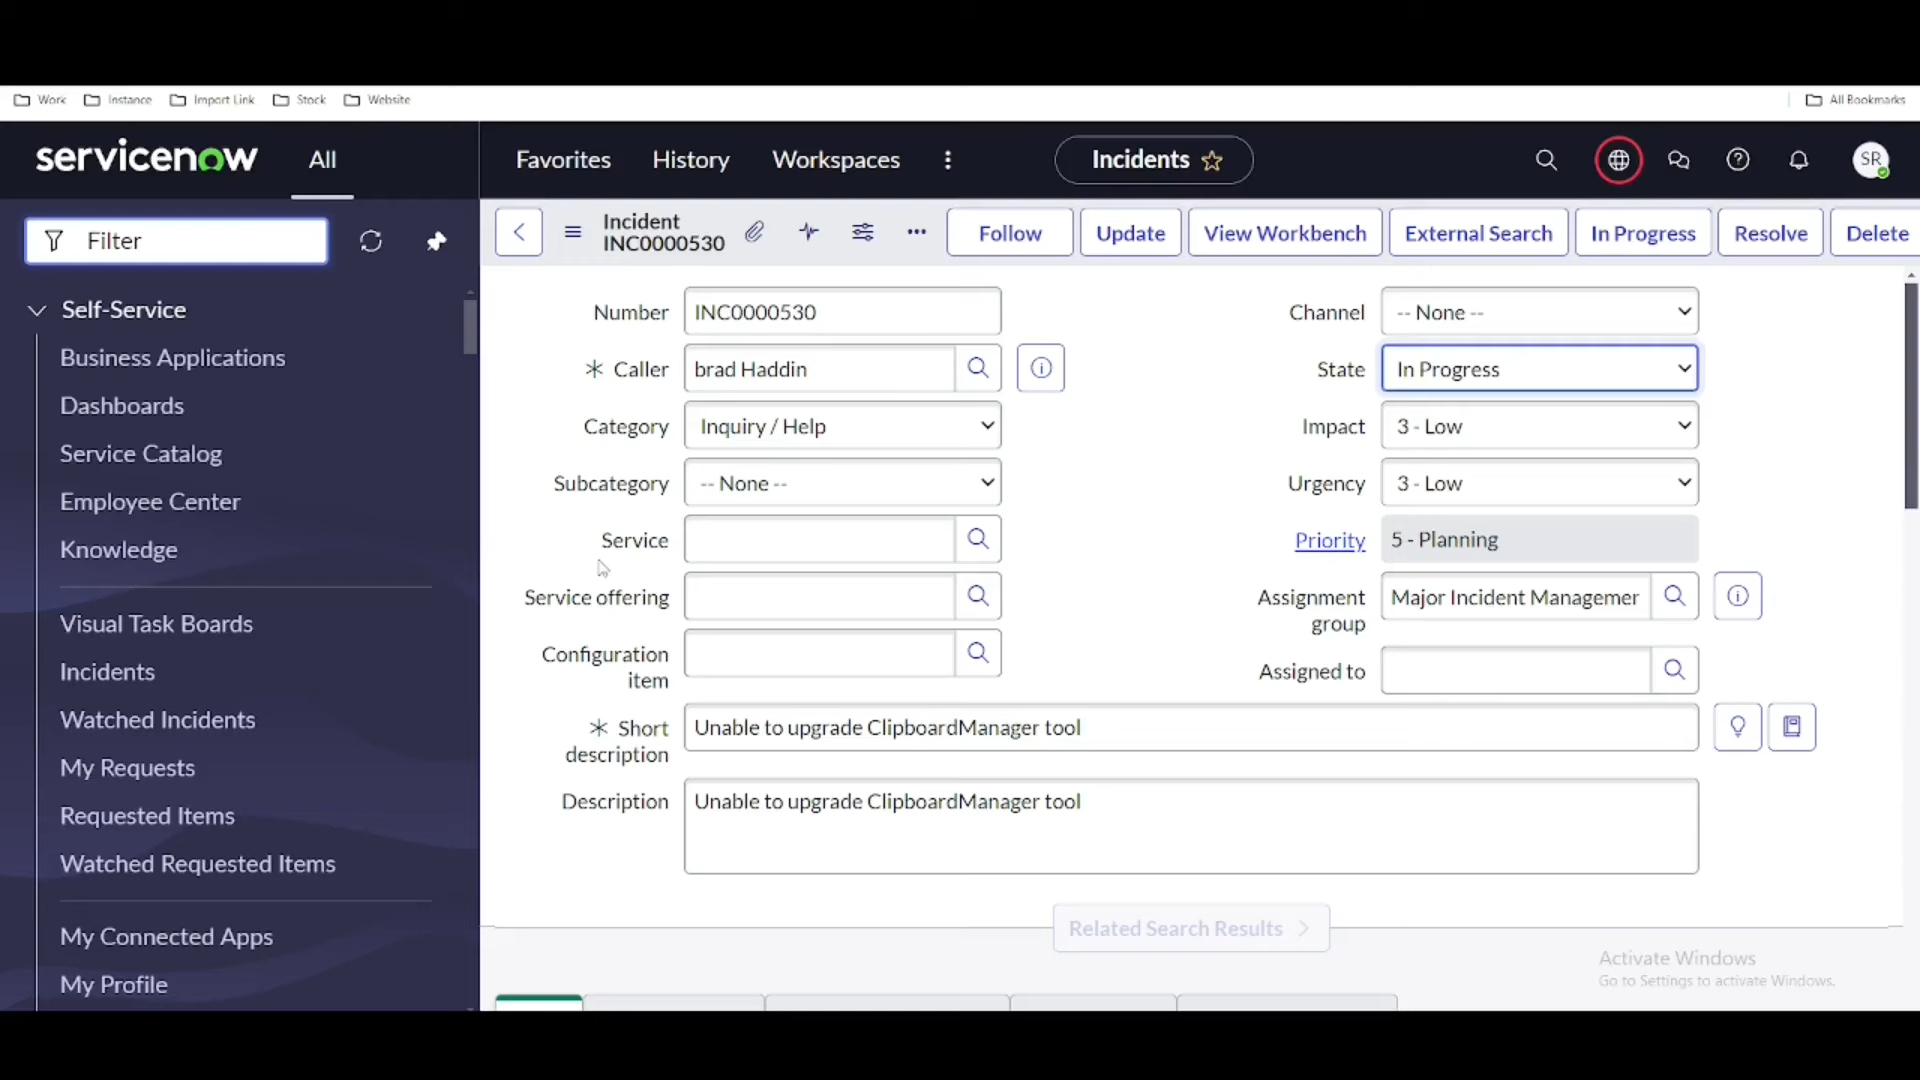 Work
Instance
Import Link
Stock
Website
All Bookmarks
servicenow
All
Favorites
History
Workspaces
Incidents
SR
Filter
Incident
INC0000530
Follow
Update
View Workbench
External Search
In Progress
Resolve
Delete
Self-Service
Business Applications
Dashboards
Service Catalog
Employee Center
Knowledge
Visual Task Boards
Incidents
Watched Incidents
My Requests
Requested Items
Watched Requested Items
My Connected Apps
My Profile
Number INC0000530
Caller brad Haddin
Category Inquiry / Help
Subcategory -- None --
Service
Service offering
Configuration
item
Channel -- None --
State In Progress
Impact 3 - Low
Urgency 3 - Low
Priority 5 - Planning
Assignment Major Incident Managemer
group
Assigned to
Short Unable to upgrade ClipboardManager tool
description
Description Unable to upgrade ClipboardManager tool
Related Search Results
Activate Windows
Go to Settings to activate Windows.